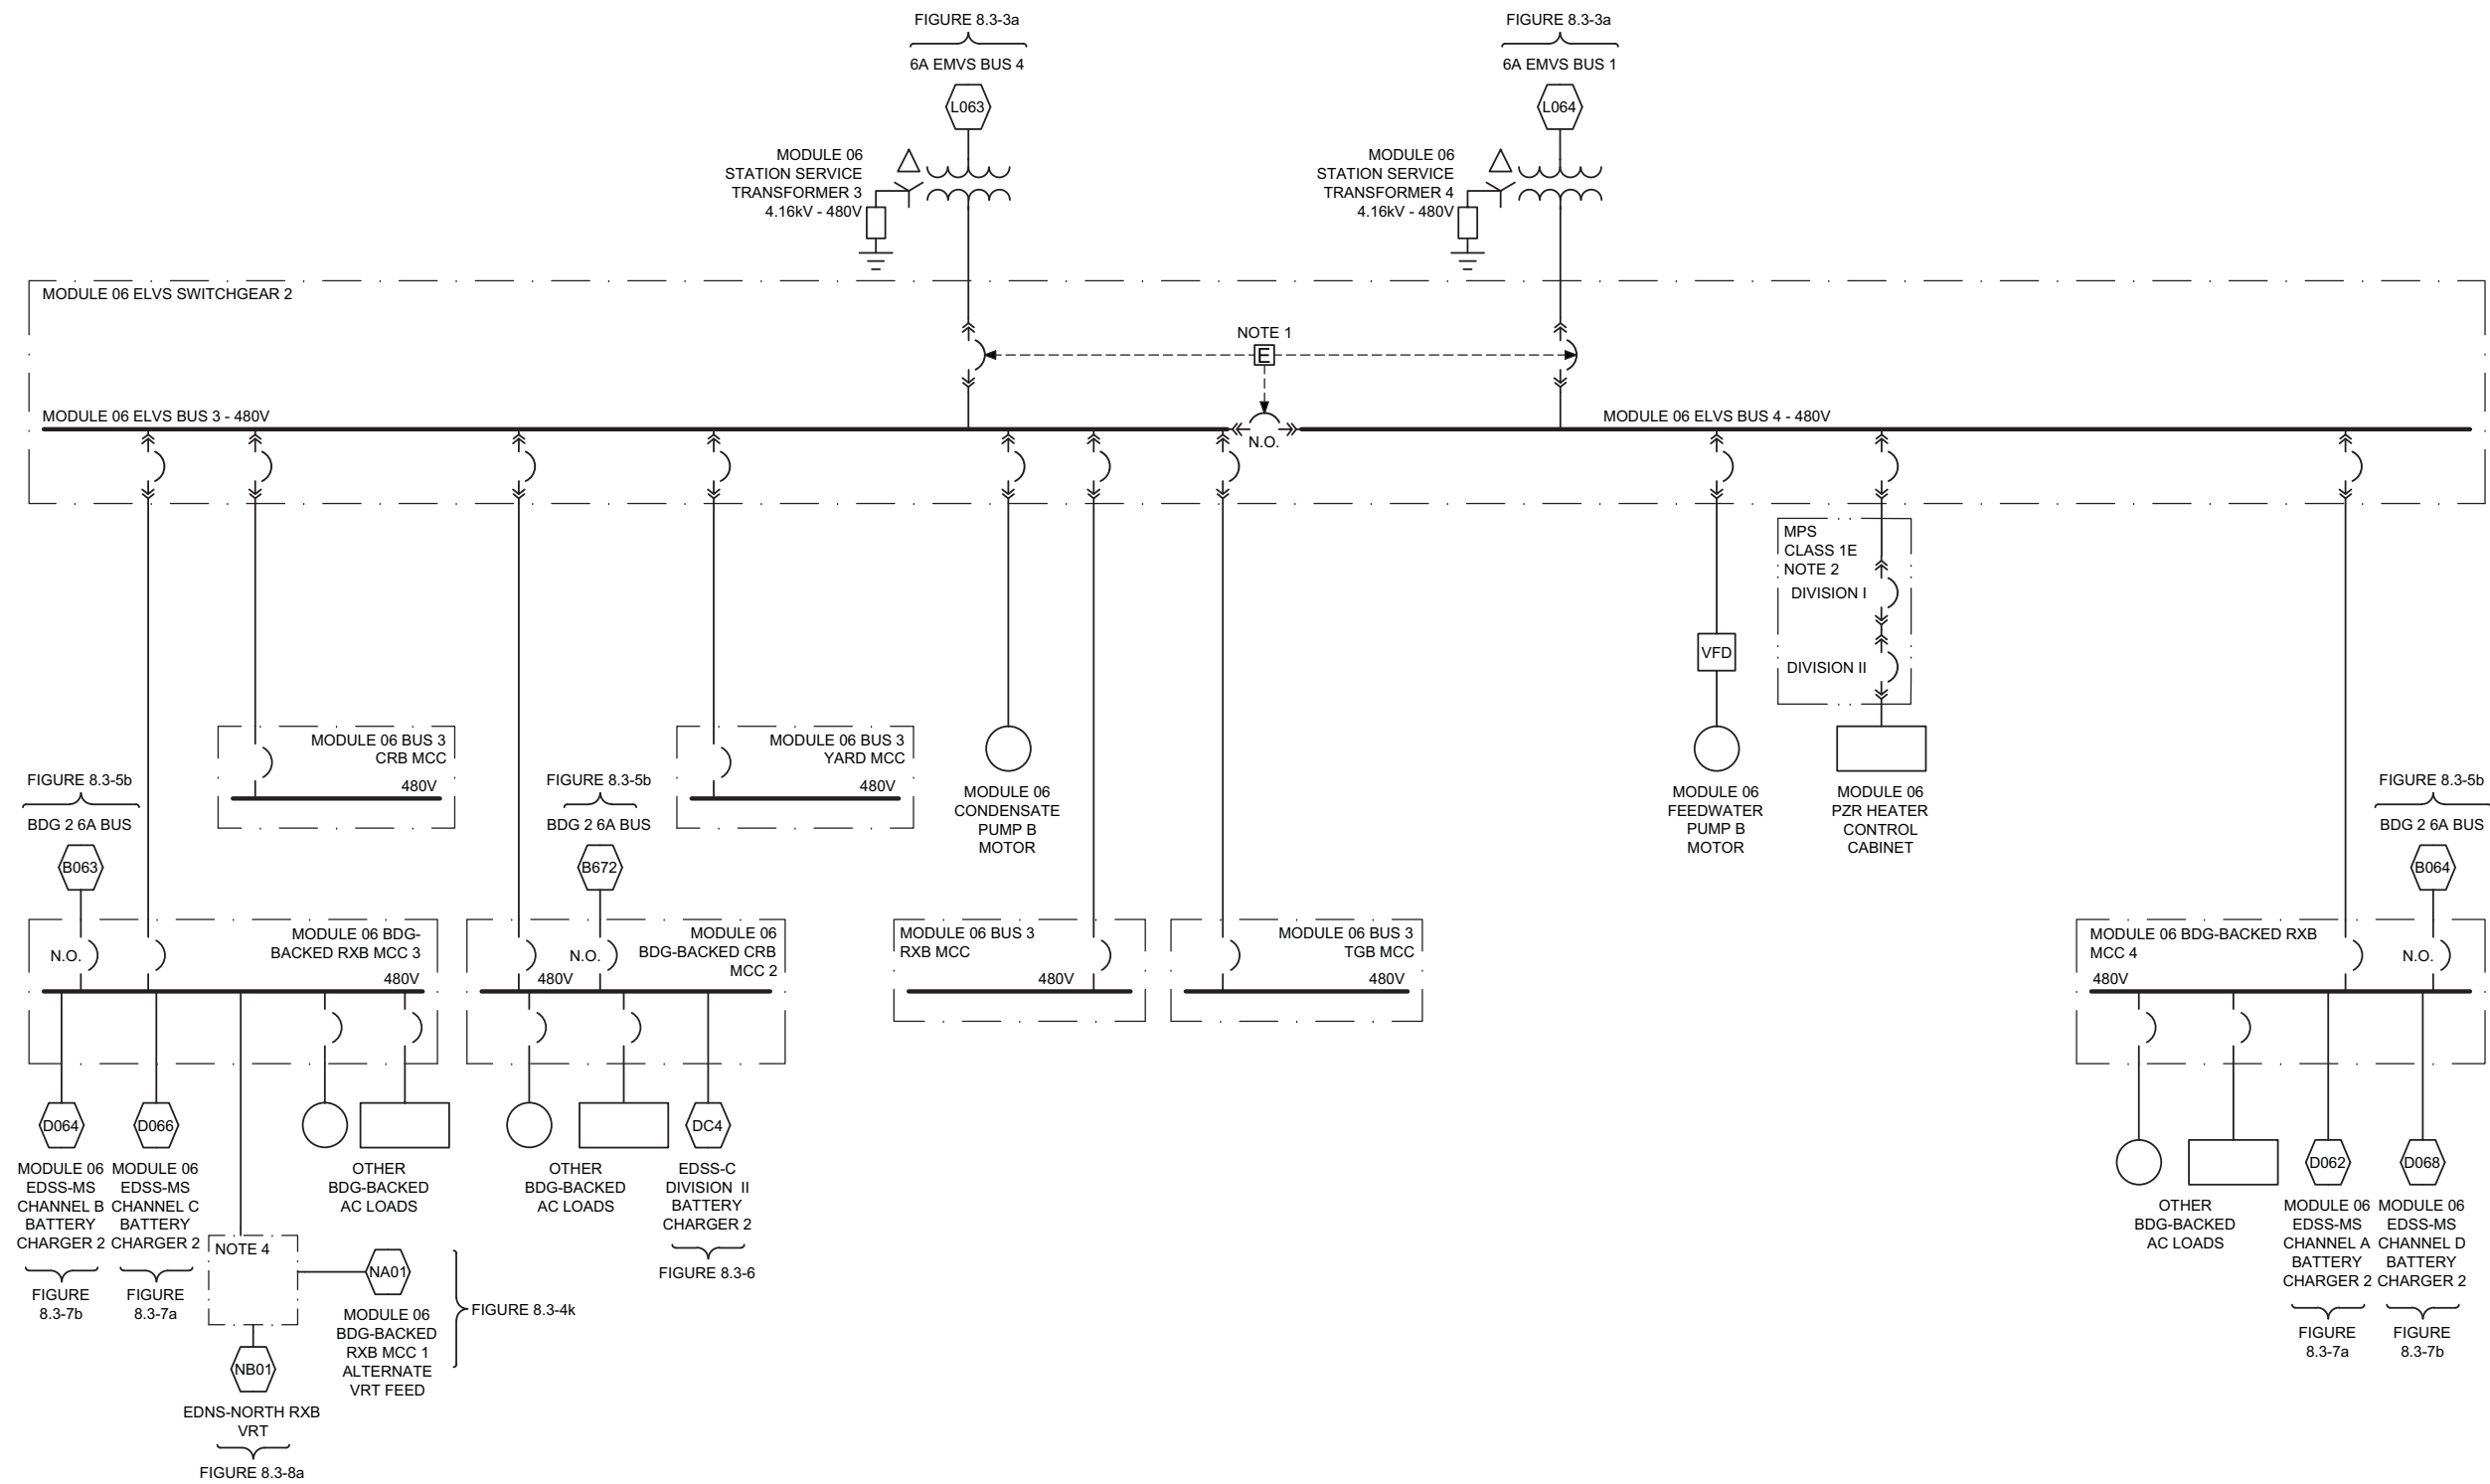 FIGURE 8.3-3a
6A EMVS BUS 4
L063
MODULE 06
STATION SERVICE
TRANSFORMER 3
4.16kV - 480V
FIGURE 8.3-3a
6A EMVS BUS 1
L064
MODULE 06
STATION SERVICE
TRANSFORMER 4
4.16kV - 480V
MODULE 06 ELVS SWITCHGEAR 2
NOTE 1
E
MODULE 06 ELVS BUS 3 - 480V
N.O.
MODULE 06 ELVS BUS 4 - 480V
MPS
CLASS 1E
NOTE 2
DIVISION I
DIVISION II
VFD
MODULE 06 BUS 3
CRB MCC
480V
MODULE 06 BUS 3
YARD MCC
480V
MODULE 06
CONDENSATE
PUMP B
MOTOR
MODULE 06
FEEDWATER
PUMP B
MOTOR
MODULE 06
PZR HEATER
CONTROL
CABINET
FIGURE 8.3-5b
BDG 2 6A BUS
B063
FIGURE 8.3-5b
BDG 2 6A BUS
B672
FIGURE 8.3-5b
BDG 2 6A BUS
B064
N.O.
MODULE 06 BDG-
BACKED RXB MCC 3
480V
N.O.
MODULE 06
BDG-BACKED CRB
MCC 2
480V
MODULE 06 BUS 3
RXB MCC
480V
MODULE 06 BUS 3
TGB MCC
480V
MODULE 06 BDG-BACKED RXB
MCC 4
480V
N.O.
D064
MODULE 06
EDSS-MS
CHANNEL B
BATTERY
CHARGER 2
FIGURE
8.3-7b
D066
MODULE 06
EDSS-MS
CHANNEL C
BATTERY
CHARGER 2
FIGURE
8.3-7a
OTHER
BDG-BACKED
AC LOADS
NOTE 4
NA01
MODULE 06
BDG-BACKED
RXB MCC 1
ALTERNATE
VRT FEED
FIGURE 8.3-4k
NB01
EDNS-NORTH RXB
VRT
FIGURE 8.3-8a
OTHER
BDG-BACKED
AC LOADS
DC4
EDSS-C
DIVISION II
BATTERY
CHARGER 2
FIGURE 8.3-6
OTHER
BDG-BACKED
AC LOADS
D062
MODULE 06
EDSS-MS
CHANNEL A
BATTERY
CHARGER 2
FIGURE
8.3-7a
D068
MODULE 06
EDSS-MS
CHANNEL D
BATTERY
CHARGER 2
FIGURE
8.3-7b